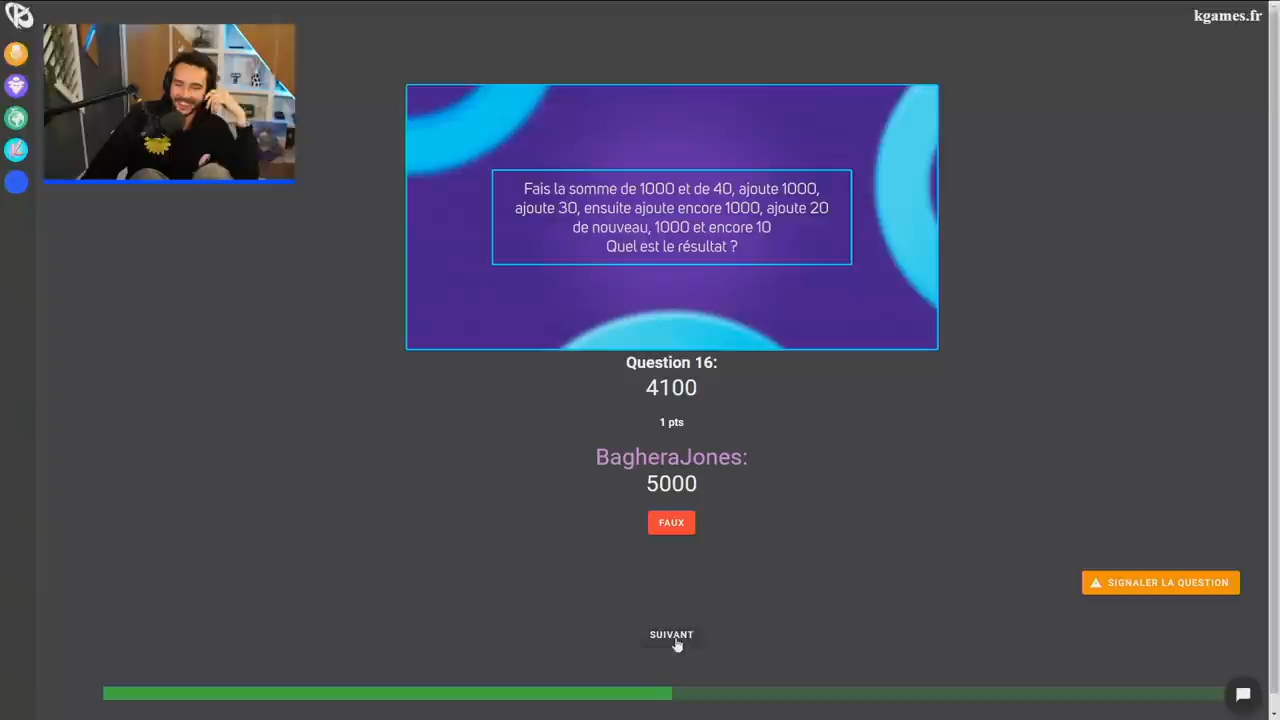 kgames.fr
Fais la somme de 1000 et de 40, ajoute 1000,
ajoute 30, ensuite ajoute encore 1000, ajoute 20
de nouveau, 1000 et encore 10
Quel est le résultat ?
Question 16:
4100
1 pts
BagheraJones:
5000
FAUX
SIGNALER LA QUESTION
SUIVANT